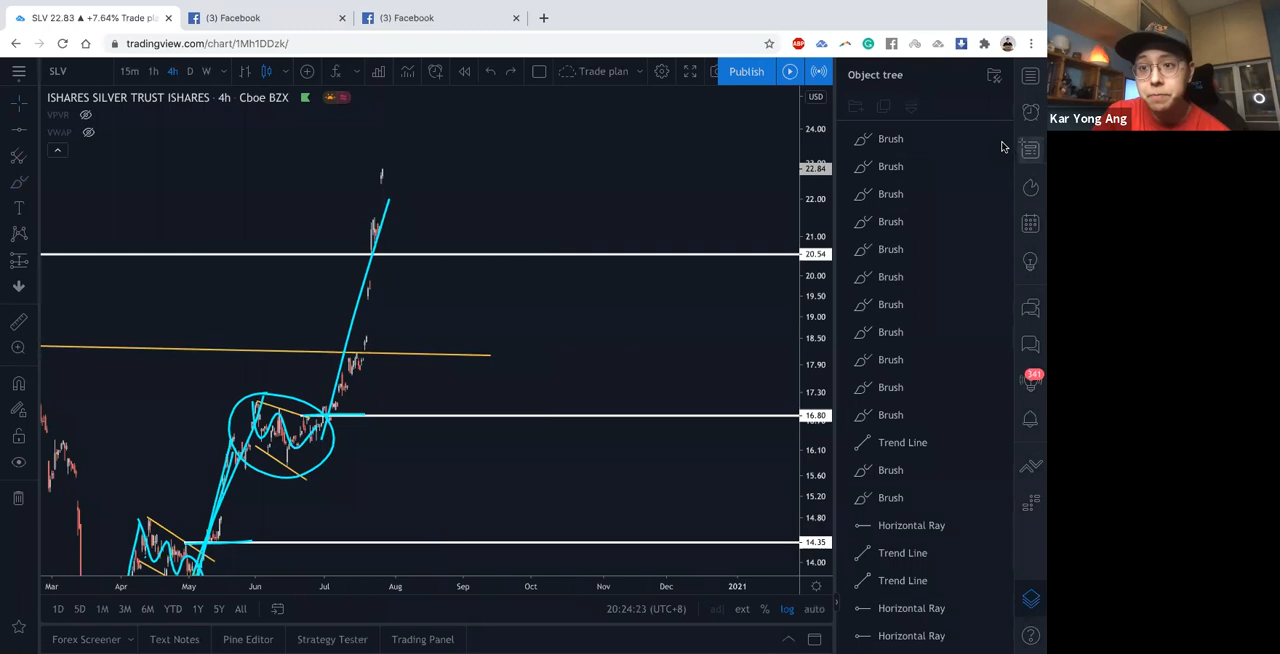 SLV 22.83 ▲ +7.64% Trade pla
(3) Facebook
(3) Facebook
tradingview.com/chart/1Mh1DDzk/
ABP
SLV
15m 1h 4h D W
Trade plan
Publish
Object tree
ISHARES SILVER TRUST ISHARES · 4h · Cboe BZX
VPVR
VWAP
USD
24.00
22.84
22.00
21.00
20.54
20.00
19.50
19.00
18.50
17.90
17.30
16.80
16.10
15.60
15.20
14.80
14.35
14.00
Mar Apr May Jun Jul Aug Sep Oct Nov Dec 2021
1D 5D 1M 3M 6M YTD 1Y 5Y All
20:24:23 (UTC+8)
adj ext % log auto
Forex Screener
Text Notes
Pine Editor
Strategy Tester
Trading Panel
Brush
Brush
Brush
Brush
Brush
Brush
Brush
Brush
Brush
Brush
Brush
Trend Line
Brush
Brush
Horizontal Ray
Trend Line
Trend Line
Horizontal Ray
Horizontal Ray
341
Kar Yong Ang